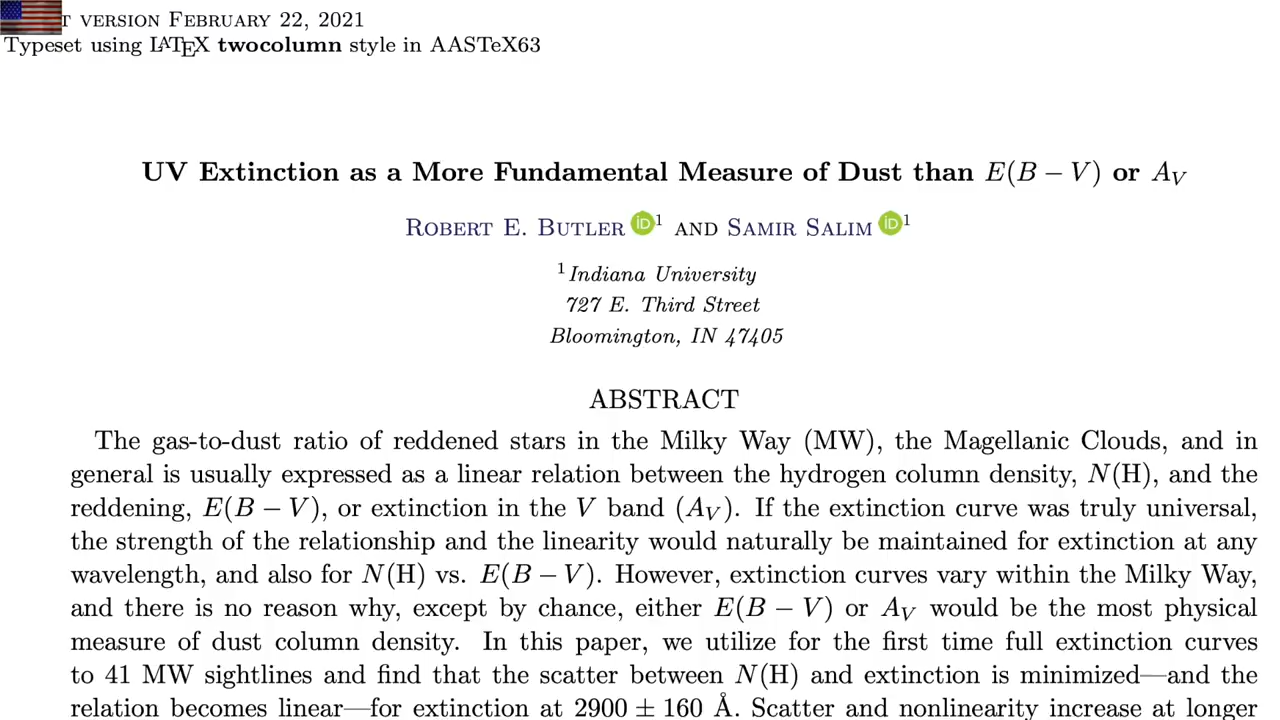 T VERSION FEBRUARY 22, 2021
Typeset using LATEX twocolumn style in AASTeX63
UV Extinction as a More Fundamental Measure of Dust than E(B − V) or A_V
ROBERT E. BUTLER iD 1 AND SAMIR SALIM iD 1
1 Indiana University
727 E. Third Street
Bloomington, IN 47405
ABSTRACT
The gas-to-dust ratio of reddened stars in the Milky Way (MW), the Magellanic Clouds, and in
general is usually expressed as a linear relation between the hydrogen column density, N(H), and the
reddening, E(B − V), or extinction in the V band (A_V). If the extinction curve was truly universal,
the strength of the relationship and the linearity would naturally be maintained for extinction at any
wavelength, and also for N(H) vs. E(B − V). However, extinction curves vary within the Milky Way,
and there is no reason why, except by chance, either E(B − V) or A_V would be the most physical
measure of dust column density. In this paper, we utilize for the first time full extinction curves
to 41 MW sightlines and find that the scatter between N(H) and extinction is minimized—and the
relation becomes linear—for extinction at 2900 ± 160 Å. Scatter and nonlinearity increase at longer